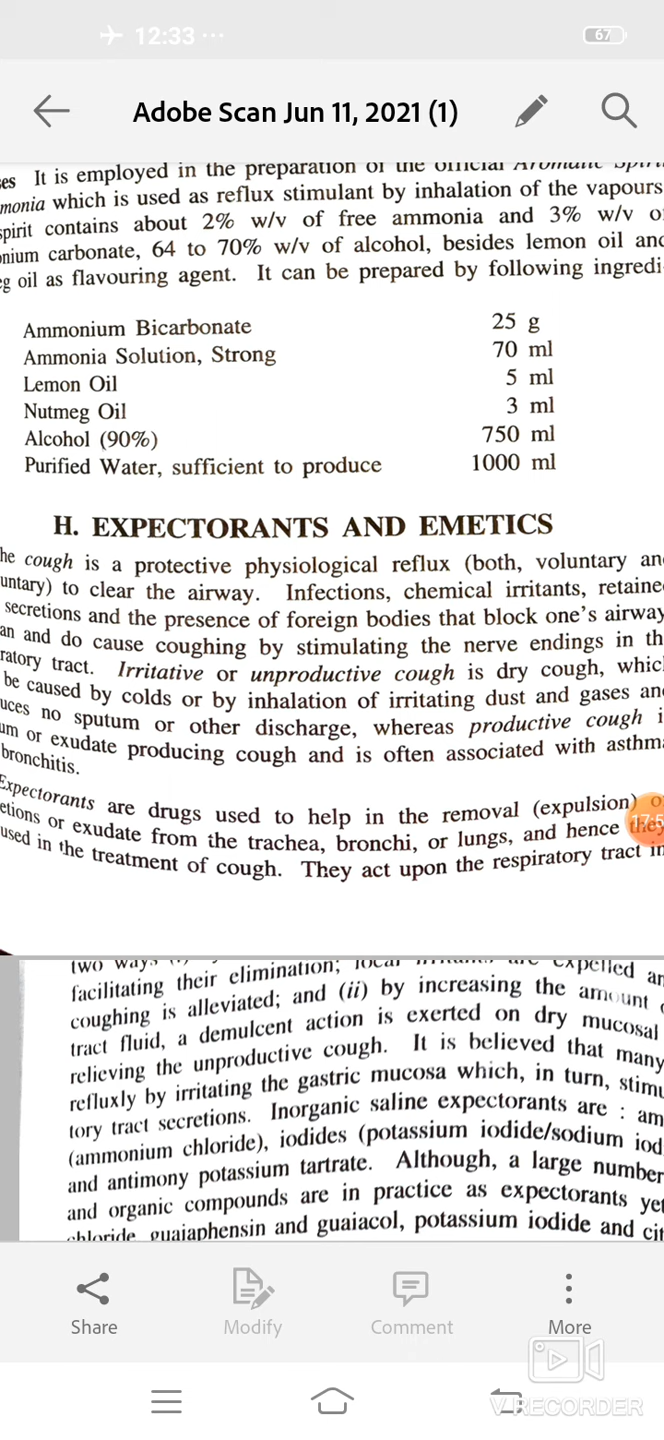 12:33 ...
67
Adobe Scan Jun 11, 2021 (1)
es It is employed in the preparation of the official Aromatic Spiri
monia which is used as reflux stimulant by inhalation of the vapours
spirit contains about 2% w/v of free ammonia and 3% w/v o
nium carbonate, 64 to 70% w/v of alcohol, besides lemon oil and
eg oil as flavouring agent. It can be prepared by following ingredi-
Ammonium Bicarbonate 25 g
Ammonia Solution, Strong 70 ml
Lemon Oil 5 ml
Nutmeg Oil 3 ml
Alcohol (90%) 750 ml
Purified Water, sufficient to produce 1000 ml
H. EXPECTORANTS AND EMETICS
he cough is a protective physiological reflux (both, voluntary an
untary) to clear the airway. Infections, chemical irritants, retaine
secretions and the presence of foreign bodies that block one's airway
an and do cause coughing by stimulating the nerve endings in th
ratory tract. Irritative or unproductive cough is dry cough, whic
be caused by colds or by inhalation of irritating dust and gases an
uces no sputum or other discharge, whereas productive cough i
um or exudate producing cough and is often associated with asthma
bronchitis.
Expectorants are drugs used to help in the removal (expulsion) o
etions or exudate from the trachea, bronchi, or lungs, and hence they
used in the treatment of cough. They act upon the respiratory tract in
17:5
two ways
facilitating their elimination; local are expelled an
coughing is alleviated; and (ii) by increasing the amount
tract fluid, a demulcent action is exerted on dry mucosal
relieving the unproductive cough. It is believed that many
refluxly by irritating the gastric mucosa which, in turn, stimu
tory tract secretions. Inorganic saline expectorants are : am
(ammonium chloride), iodides (potassium iodide/sodium iod
and antimony potassium tartrate. Although, a large number
and organic compounds are in practice as expectorants yet
chloride, guaiaphensin and guaiacol, potassium iodide and cit
Share
Modify
Comment
More
V RECORDER